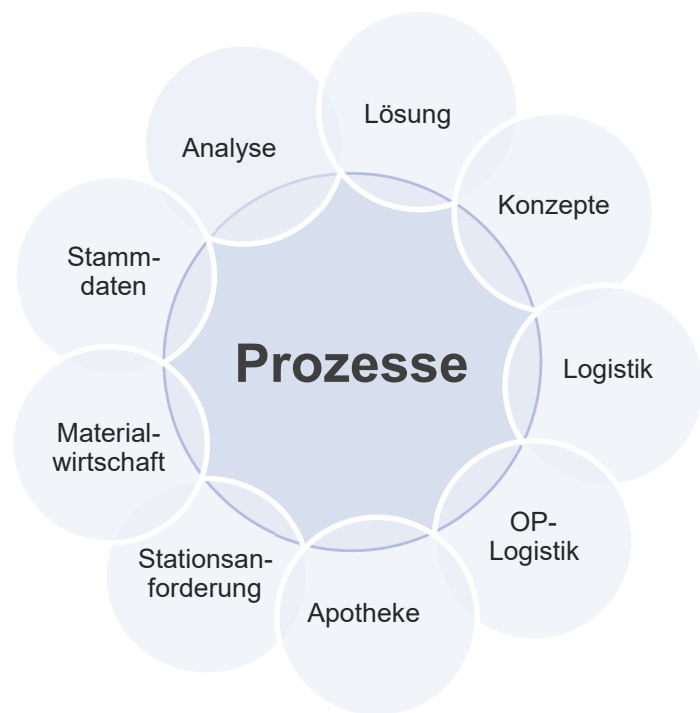 Lösung
Analyse
Konzepte
Stamm-
daten
Prozesse
Logistik
Material-
wirtschaft
OP-
Logistik
Stationsan-
forderung
Apotheke